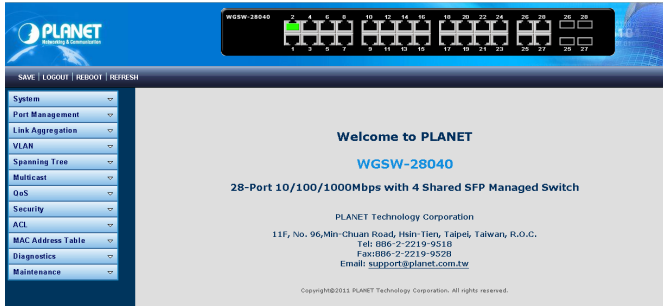 PLANET
Networking & Communication
WGSW-28040
2 4 6 8 10 12 14 16 18 20 22 24 26 28 26 28
1 3 5 7 9 11 13 15 17 19 21 23 25 27 25 27
SAVE | LOGOUT | REBOOT | REFRESH
System
Port Management
Link Aggregation
VLAN
Spanning Tree
Multicast
QoS
Security
ACL
MAC Address Table
Diagnostics
Maintenance
Welcome to PLANET
WGSW-28040
28-Port 10/100/1000Mbps with 4 Shared SFP Managed Switch
PLANET Technology Corporation
11F, No. 96,Min-Chuan Road, Hsin-Tien, Taipei, Taiwan, R.O.C.
Tel: 886-2-2219-9518
Fax:886-2-2219-9528
Email: support@planet.com.tw
Copyright©2011 PLANET Technology Corporation. All rights reserved.